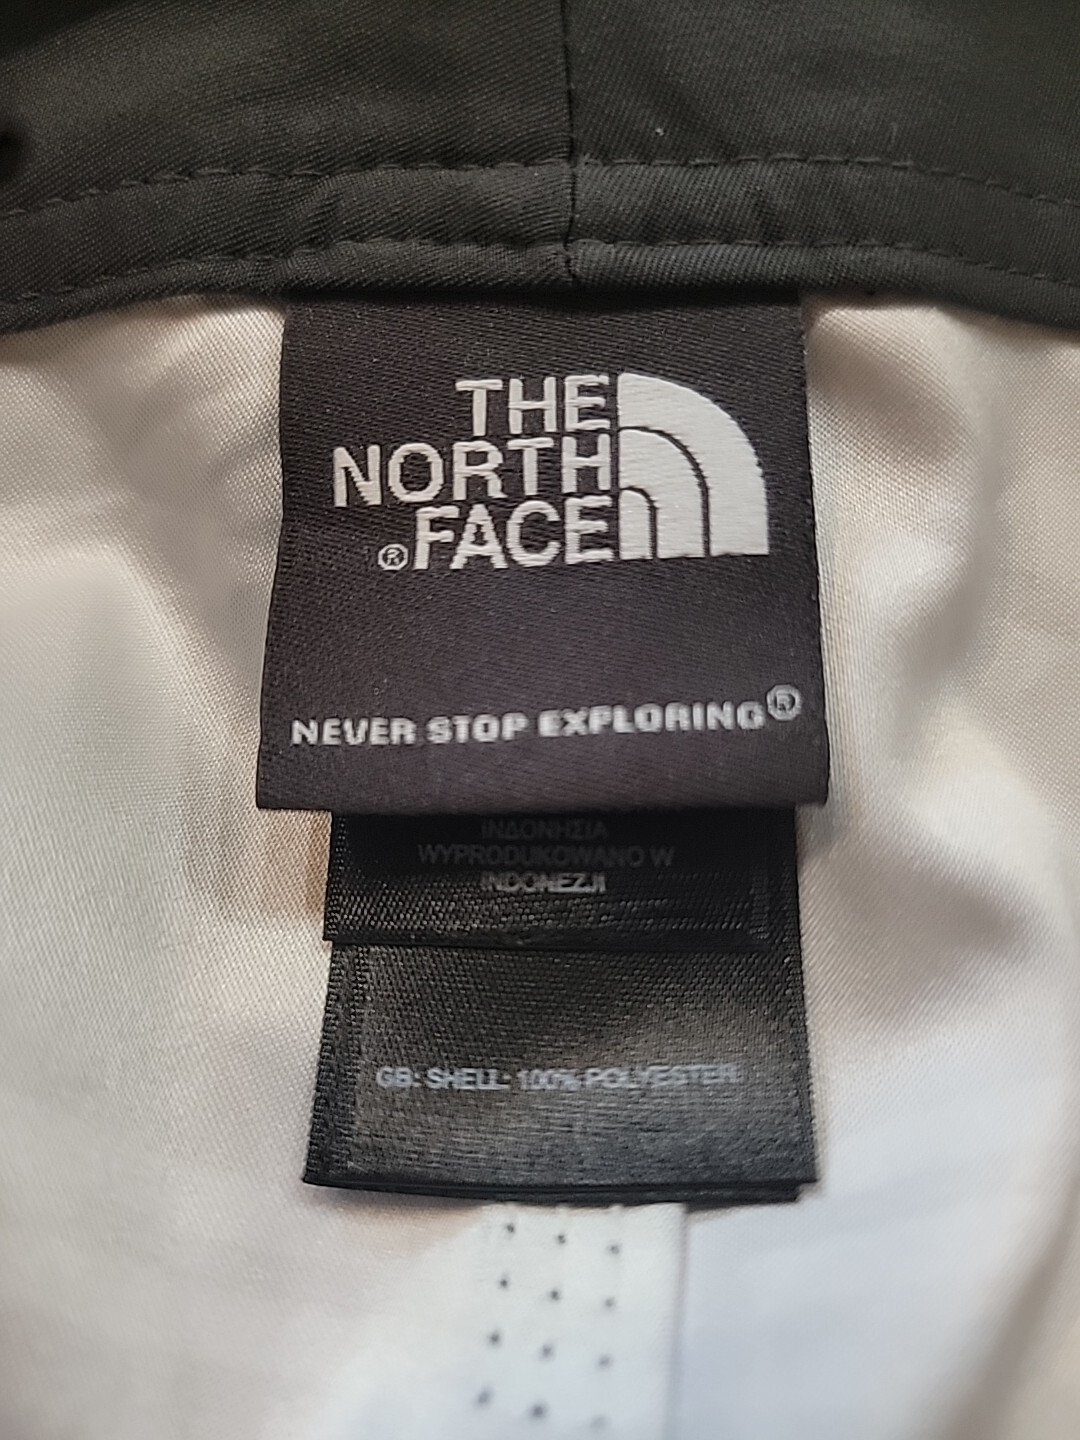 THE
NORTH
®FACE
NEVER STOP EXPLORING®
ΙΝΔΟΝΗΣΙΑ
WYPRODUKOWANO W
INDONEZJI
GB: SHELL: 100% POLYESTER